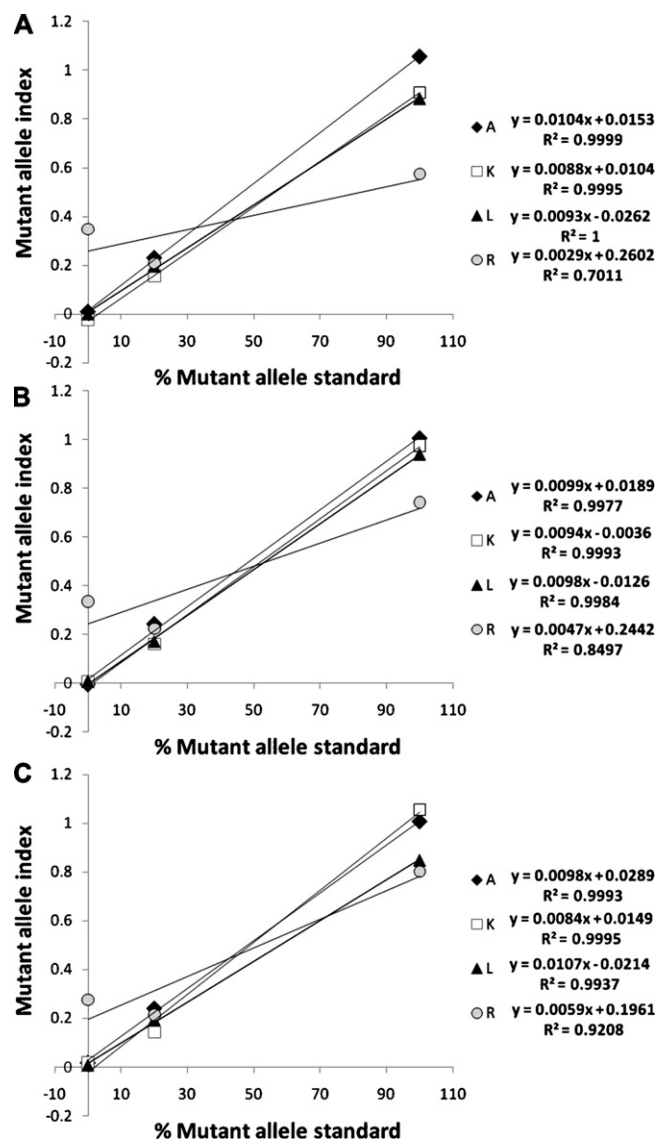 A
1.2
1
0.8
0.6
0.4
0.2
0
-0.2
-10 10 30 50 70 90 110
Mutant allele index
% Mutant allele standard
A y = 0.0104x + 0.0153
R² = 0.9999
K y = 0.0088x + 0.0104
R² = 0.9995
L y = 0.0093x - 0.0262
R² = 1
R y = 0.0029x + 0.2602
R² = 0.7011
B
1.2
1
0.8
0.6
0.4
0.2
0
-0.2
-10 10 30 50 70 90 110
Mutant allele index
% Mutant allele standard
A y = 0.0099x + 0.0189
R² = 0.9977
K y = 0.0094x - 0.0036
R² = 0.9993
L y = 0.0098x - 0.0126
R² = 0.9984
R y = 0.0047x + 0.2442
R² = 0.8497
C
1.2
1
0.8
0.6
0.4
0.2
0
-0.2
-10 10 30 50 70 90 110
Mutant allele index
% Mutant allele standard
A y = 0.0098x + 0.0289
R² = 0.9993
K y = 0.0084x + 0.0149
R² = 0.9995
L y = 0.0107x - 0.0214
R² = 0.9937
R y = 0.0059x + 0.1961
R² = 0.9208